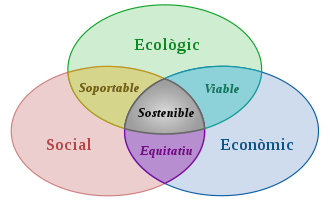 Ecològic
Soportable
Viable
Sostenible
Social
Equitatiu
Econòmic